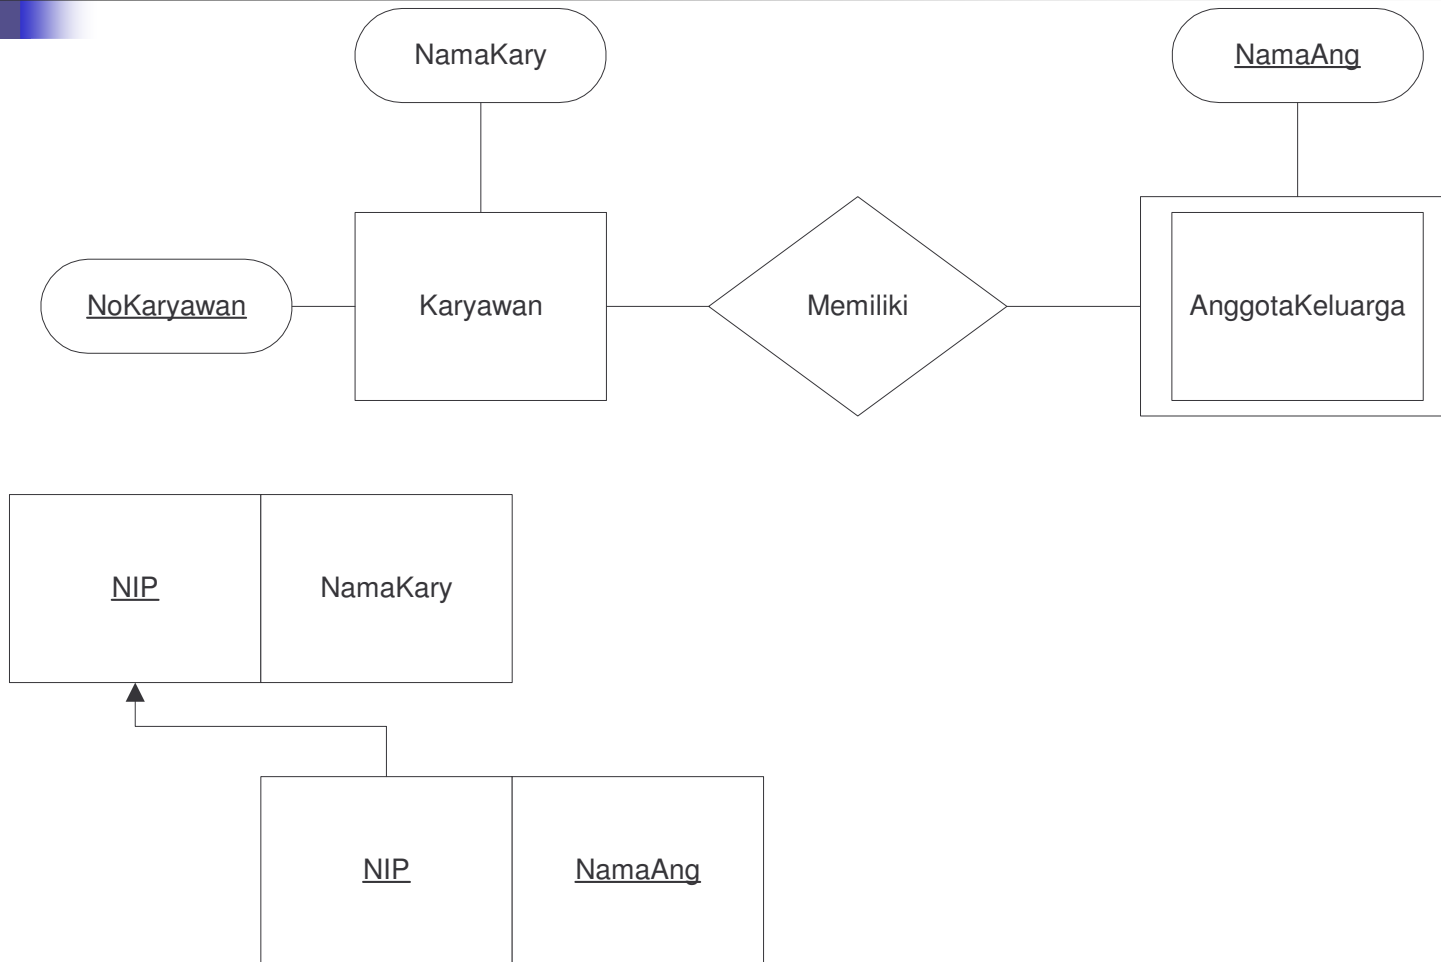 NamaKary
NamaAng
NoKaryawan
Karyawan
Memiliki
AnggotaKeluarga
NIP
NamaKary
NIP
NamaAng